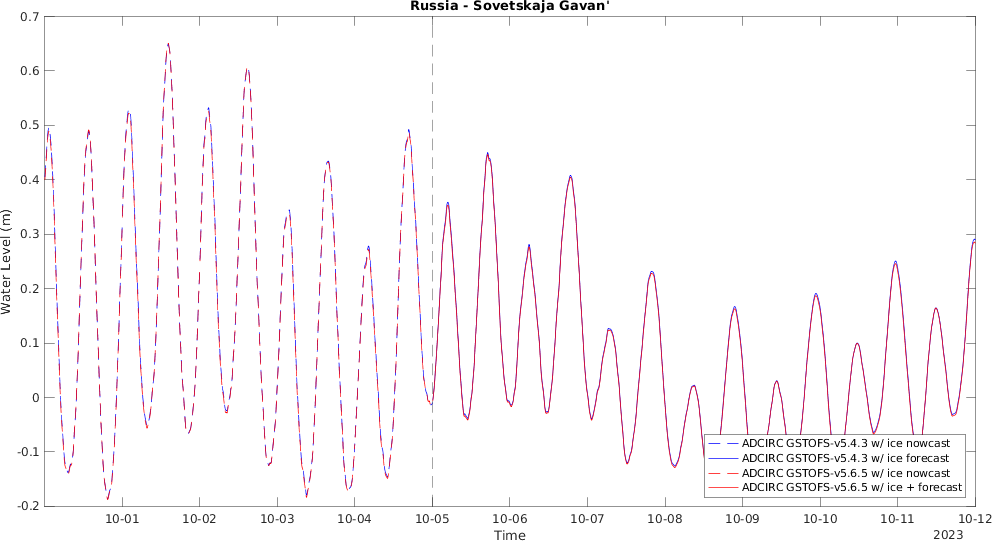 Russia - Sovetskaja Gavan'
0.7
0.6
0.5
0.4
0.3
0.2
0.1
0
-0.1
-0.2
Water Level (m)
ADCIRC GSTOFS-v5.4.3 w/ ice nowcast
ADCIRC GSTOFS-v5.4.3 w/ ice forecast
ADCIRC GSTOFS-v5.6.5 w/ ice nowcast
ADCIRC GSTOFS-v5.6.5 w/ ice + forecast
10-01 10-02 10-03 10-04 10-05 10-06 10-07 10-08 10-09 10-10 10-11 10-12
Time
2023